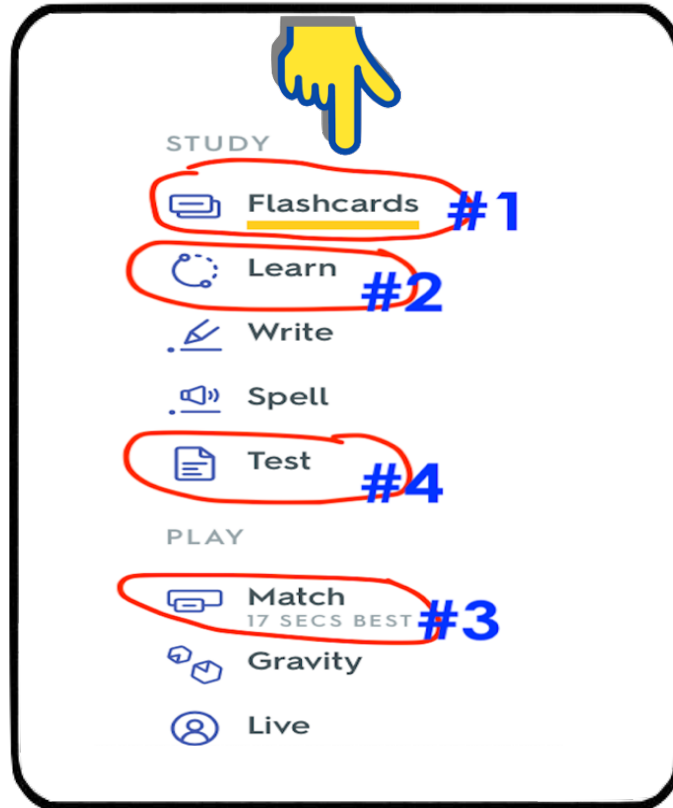 STUDY
Flashcards #1
Learn #2
Write
Spell
Test #4
PLAY
Match
17 SECS BEST #3
Gravity
Live